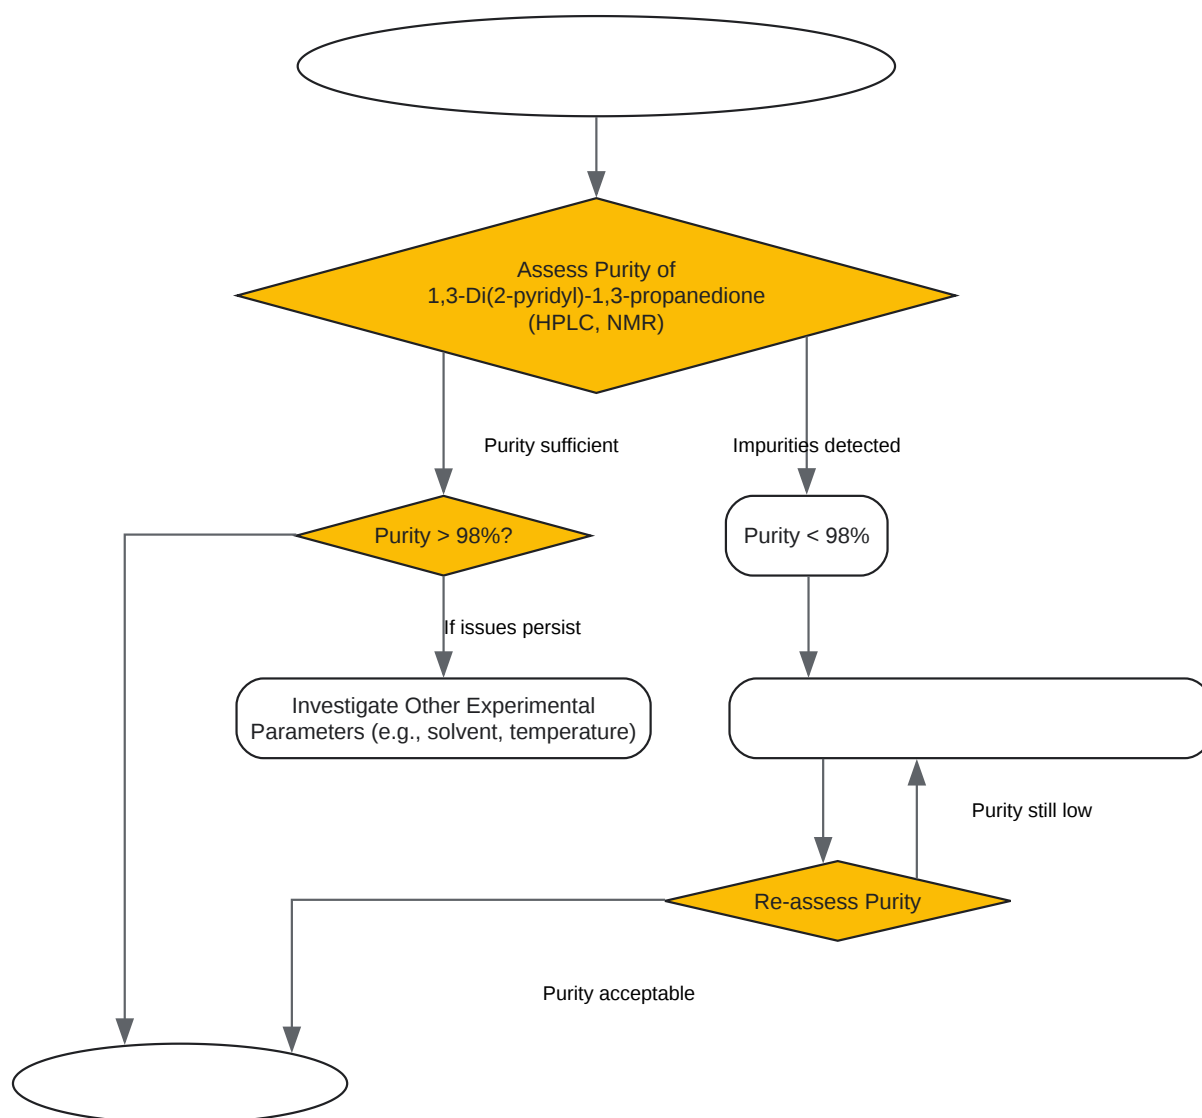 Assess Purity of
1,3-Di(2-pyridyl)-1,3-propanedione
(HPLC, NMR)
Purity sufficient
Impurities detected
Purity > 98%?
Purity < 98%
If issues persist
Investigate Other Experimental
Parameters (e.g., solvent, temperature)
Purity still low
Re-assess Purity
Purity acceptable